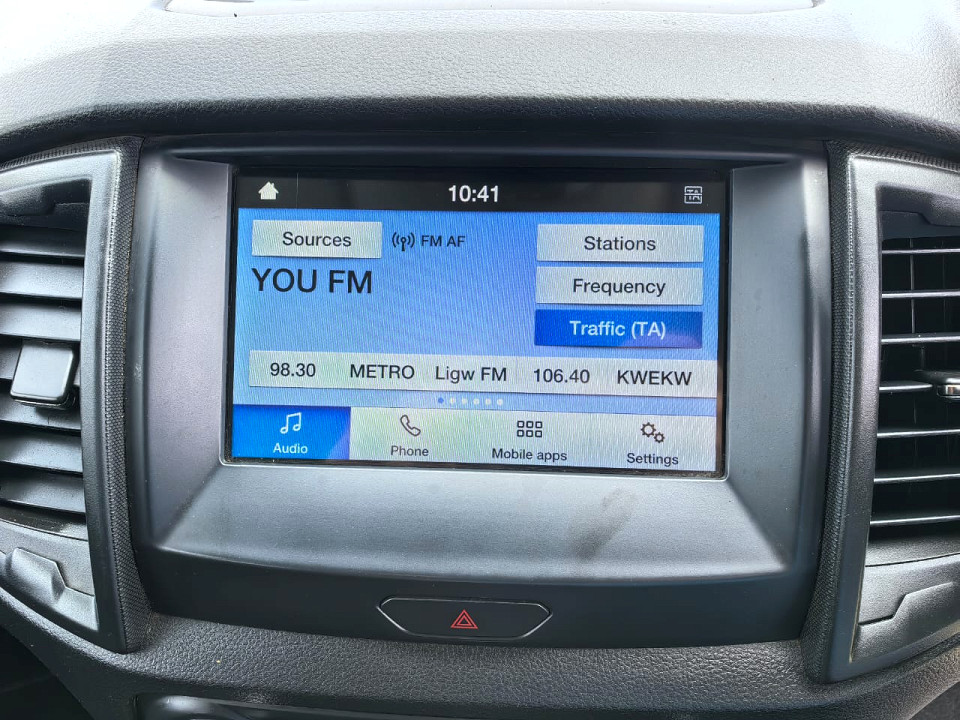 10:41
TA
Sources
FM AF
Stations
YOU FM
Frequency
Traffic (TA)
98.30 METRO Ligw FM 106.40 KWEKW
Audio Phone Mobile apps Settings